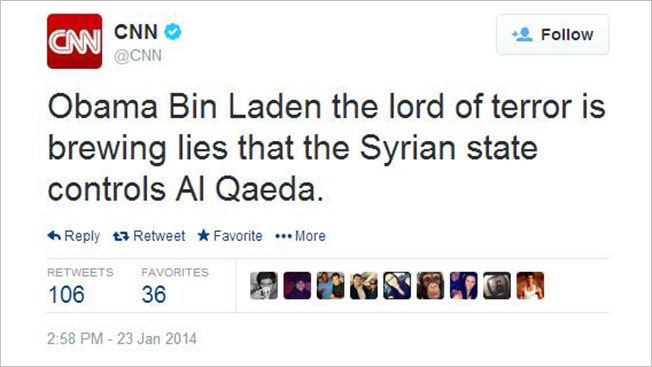 CNN
CNN
@CNN
Follow
Obama Bin Laden the lord of terror is
brewing lies that the Syrian state
controls Al Qaeda.
Reply Retweet Favorite More
RETWEETS FAVORITES
106 36
2:58 PM - 23 Jan 2014